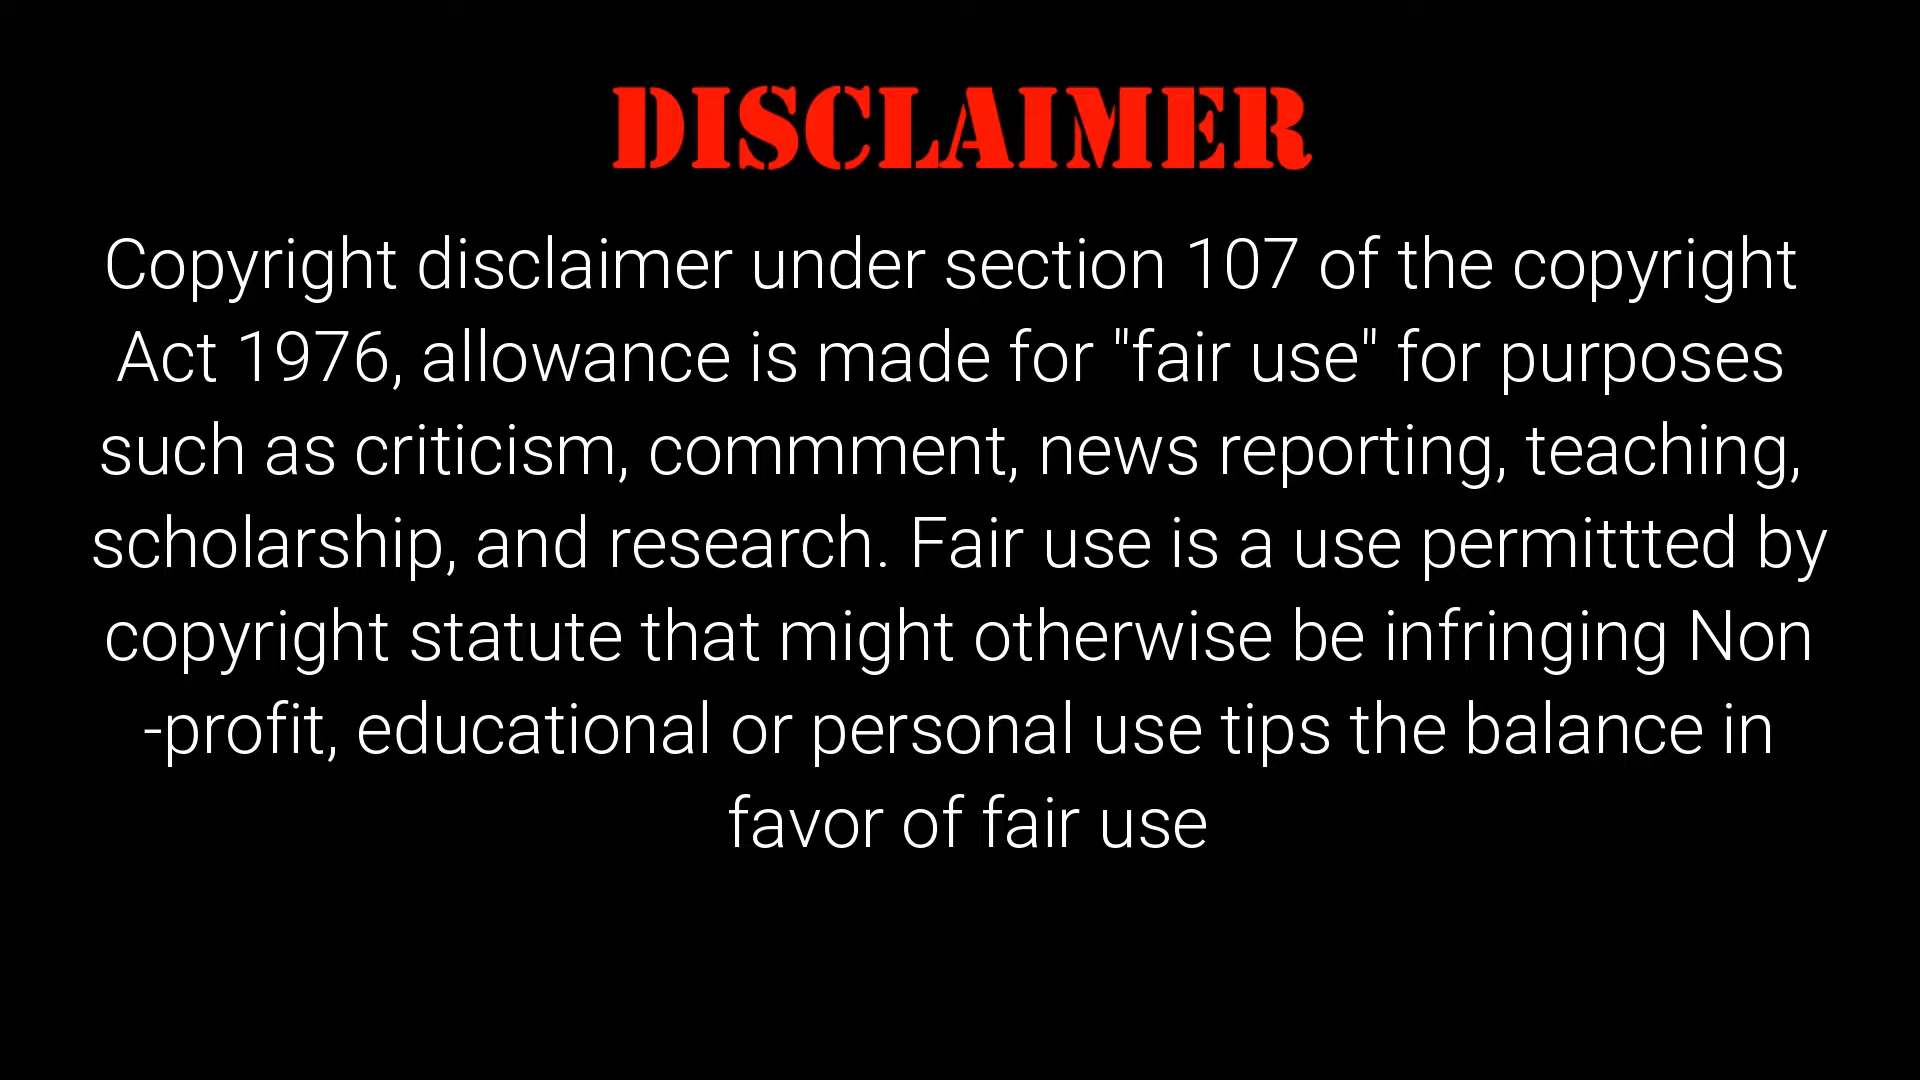 DISCLAIMER
Copyright disclaimer under section 107 of the copyright
Act 1976, allowance is made for "fair use" for purposes
such as criticism, commment, news reporting, teaching,
scholarship, and research. Fair use is a use permittted by
copyright statute that might otherwise be infringing Non
-profit, educational or personal use tips the balance in
favor of fair use